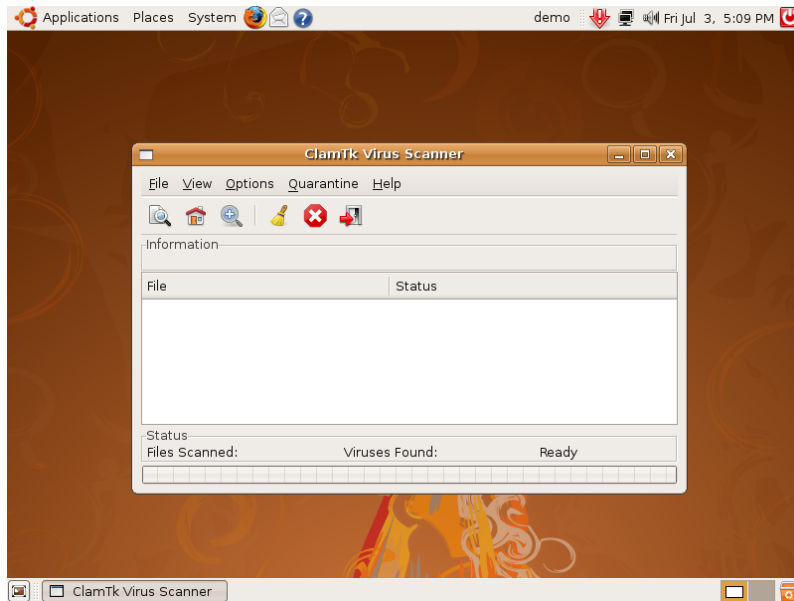 Applications Places System demo Fri Jul 3, 5:09 PM
ClamTk Virus Scanner
File View Options Quarantine Help
Information
File Status
Status
Files Scanned: Viruses Found: Ready
ClamTk Virus Scanner